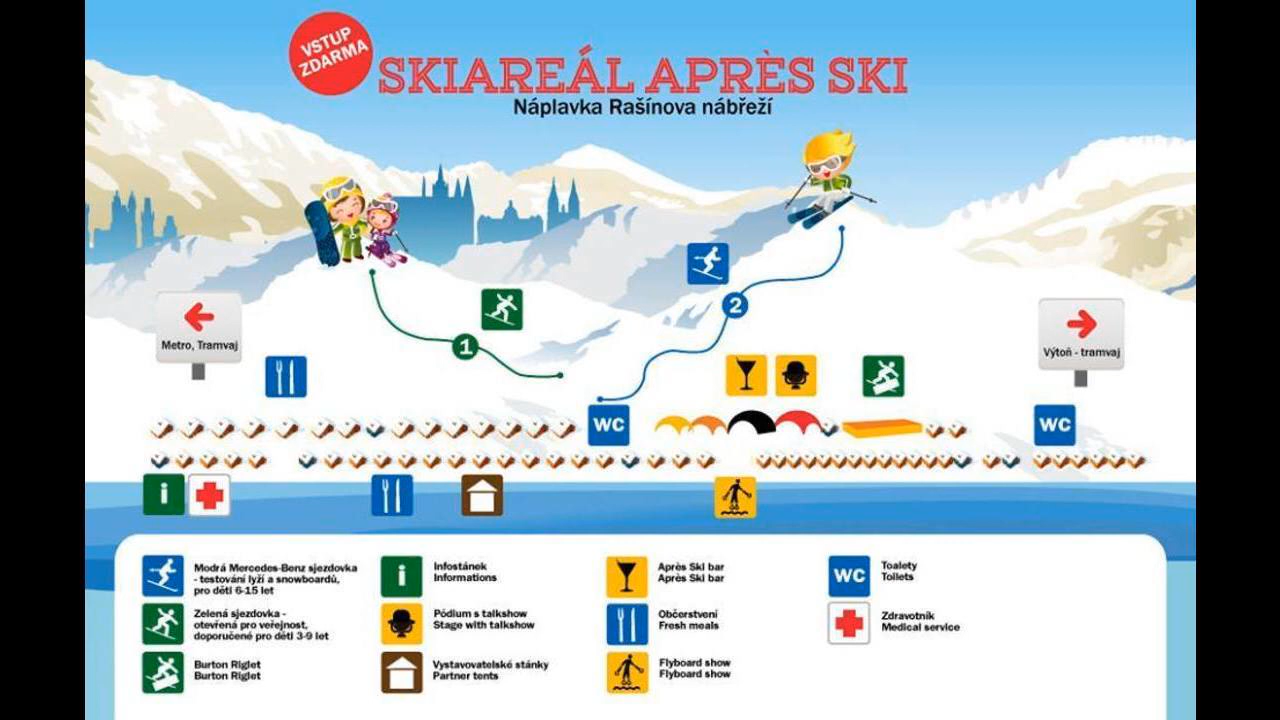 VSTUP
ZDARMA
SKIAREÁL APRÈS SKI
Náplavka Rašínova nábřeží
2
1
Metro, Tramvaj
Výtoň - tramvaj
WC
WC
i
Modrá Mercedes-Benz sjezdovka
- testování lyží a snowboardů,
pro děti 6-15 let
Zelená sjezdovka -
otevřená pro veřejnost,
doporučené pro děti 3-9 let
Burton Riglet
Burton Riglet
i
Infostánek
Informations
Pódium s talkshow
Stage with talkshow
Vystavovatelské stánky
Partner tents
Après Ski bar
Après Ski bar
Občerstvení
Fresh meals
Flyboard show
Flyboard show
WC
Toalety
Toilets
Zdravotník
Medical service